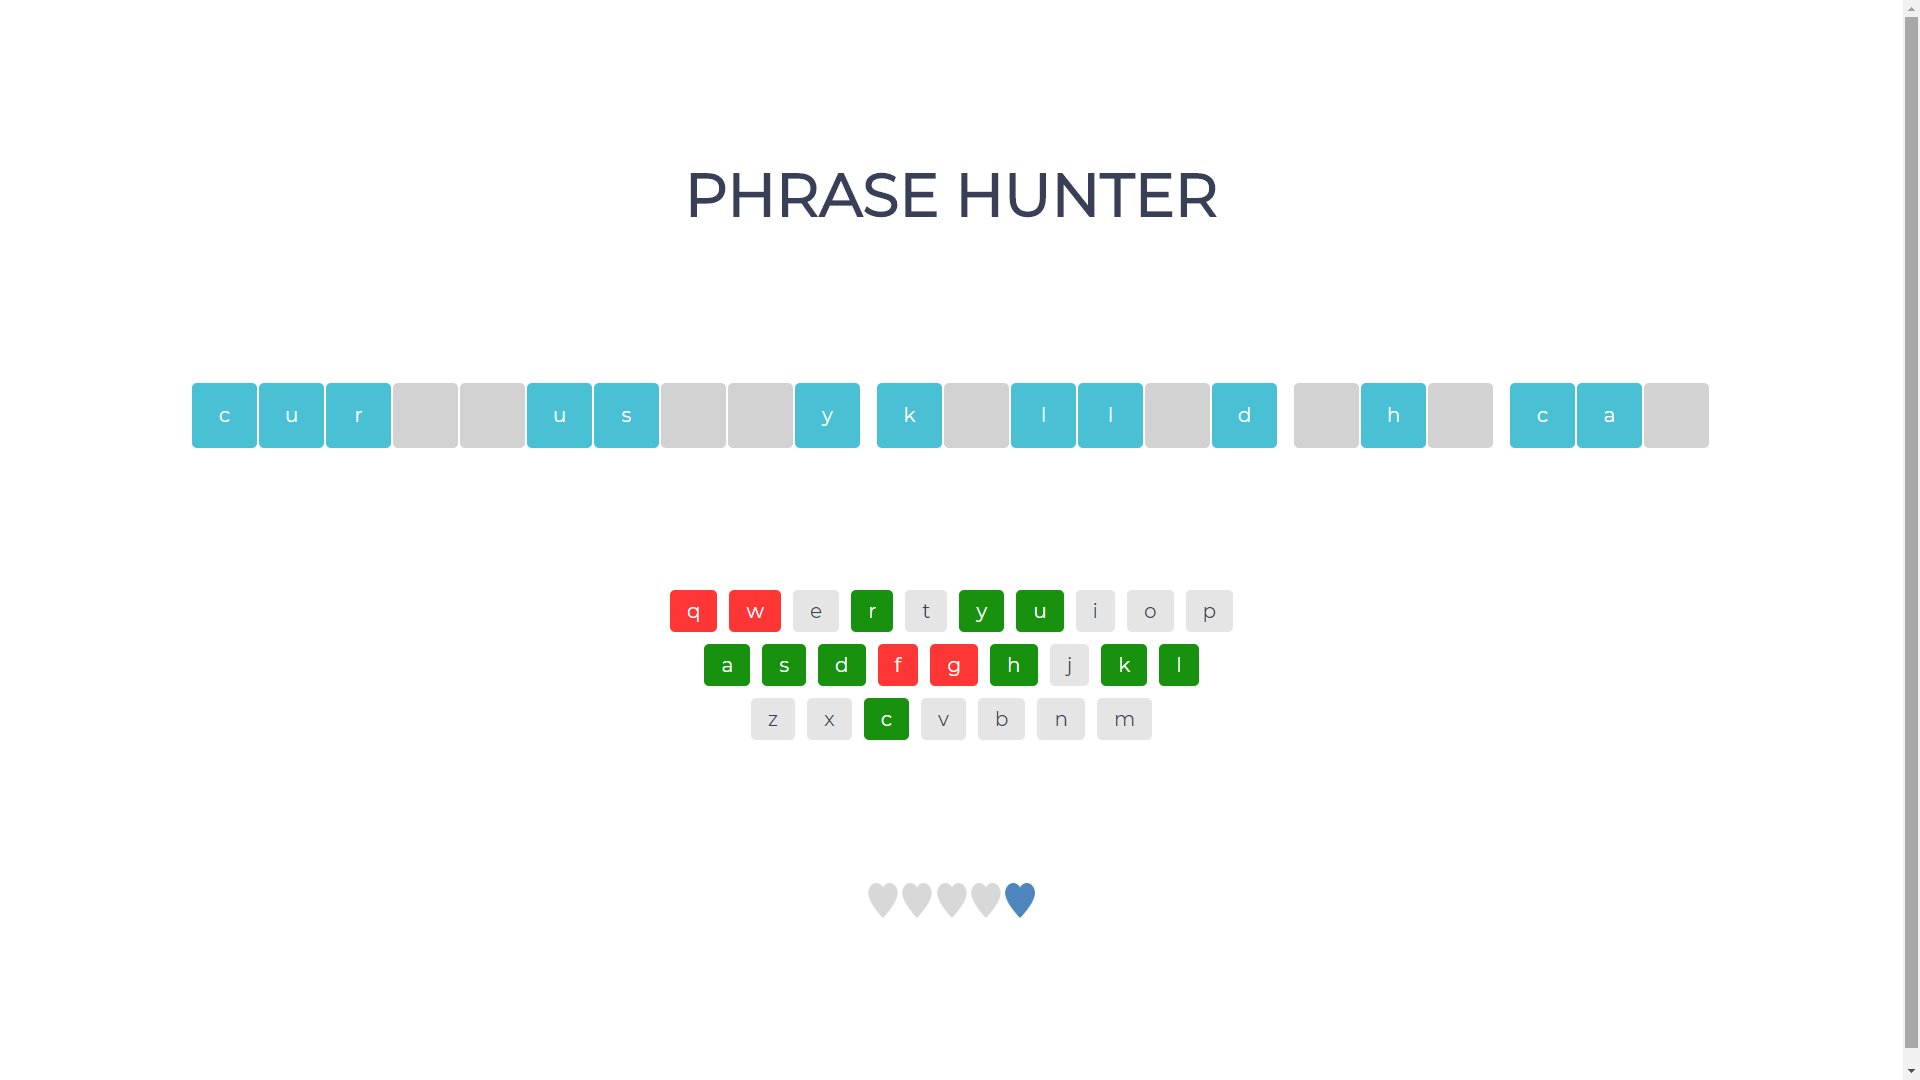 PHRASE HUNTER
c u r u s y k l l d h c a
q w e r t y u i o p
a s d f g h j k l
z x c v b n m